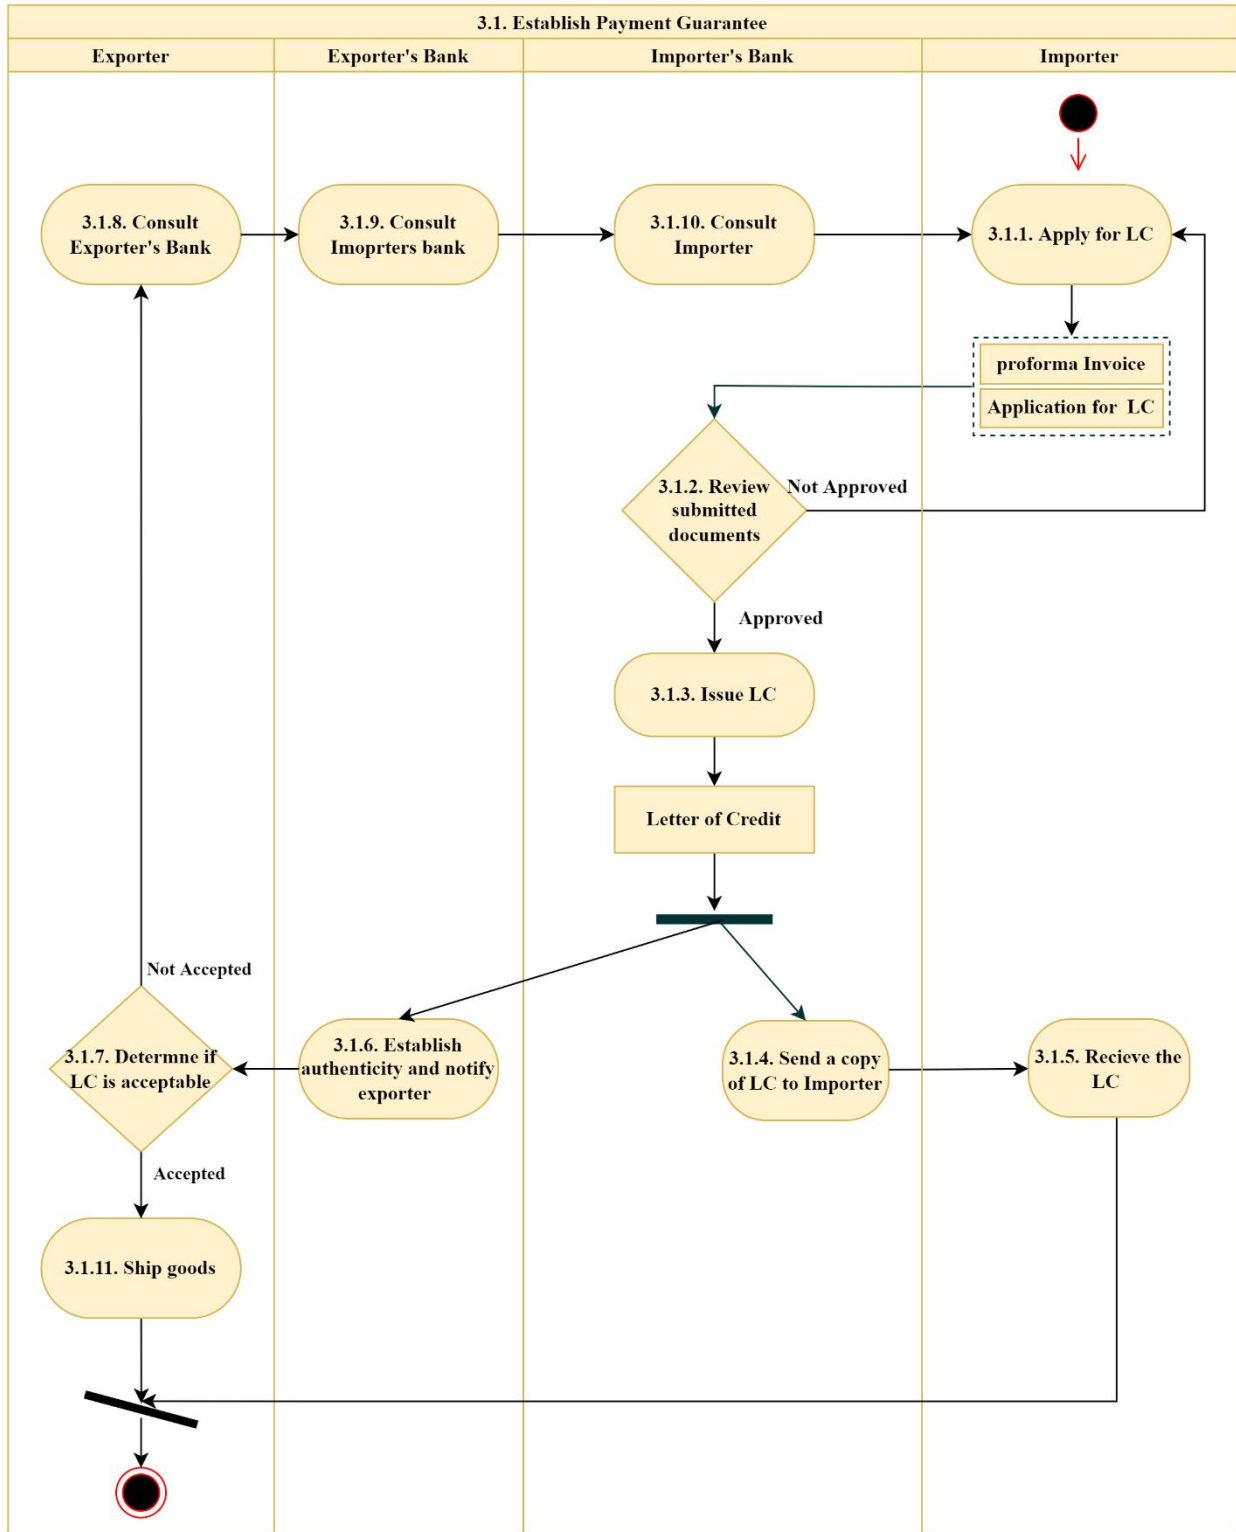 3.1. Establish Payment Guarantee
Exporter
Exporter's Bank
Importer's Bank
Importer
3.1.8. Consult
Exporter's Bank
3.1.9. Consult
Imoprters bank
3.1.10. Consult
Importer
3.1.1. Apply for LC
proforma Invoice
Application for LC
3.1.2. Review
submitted
documents
Not Approved
Approved
3.1.3. Issue LC
Letter of Credit
Not Accepted
3.1.7. Determne if
LC is acceptable
3.1.6. Establish
authenticity and notify
exporter
3.1.4. Send a copy
of LC to Importer
3.1.5. Recieve the
LC
Accepted
3.1.11. Ship goods